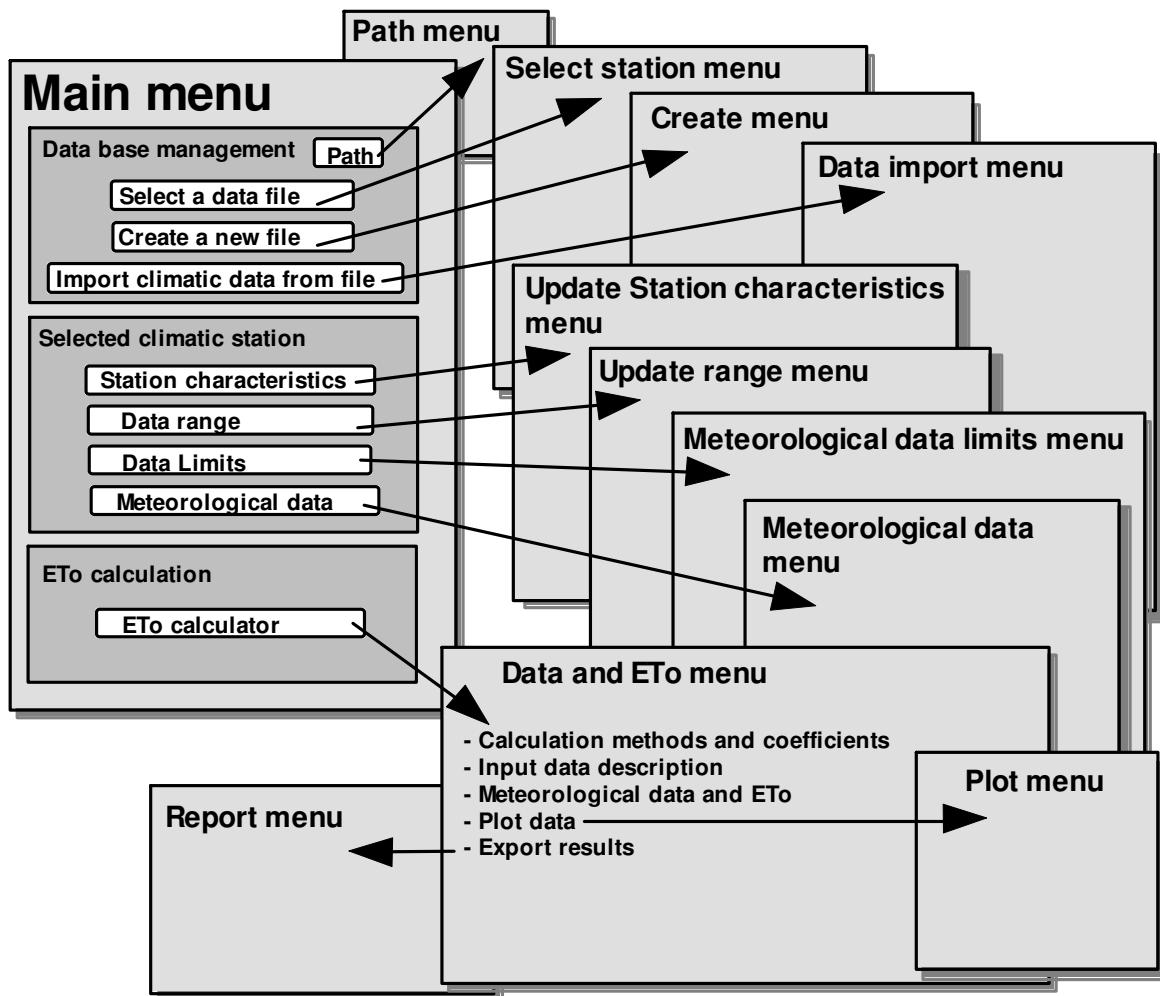 Path menu
Select station menu
Main menu
Create menu
Data base management
Path
Data import menu
Select a data file
Create a new file
Import climatic data from file
Update Station characteristics
menu
Selected climatic station
Station characteristics
Update range menu
Data range
Meteorological data limits menu
Data Limits
Meteorological data
Meteorological data
menu
ETo calculation
ETo calculator
Data and ETo menu
- Calculation methods and coefficients
- Input data description
- Meteorological data and ETo
- Plot data
- Export results
Plot menu
Report menu